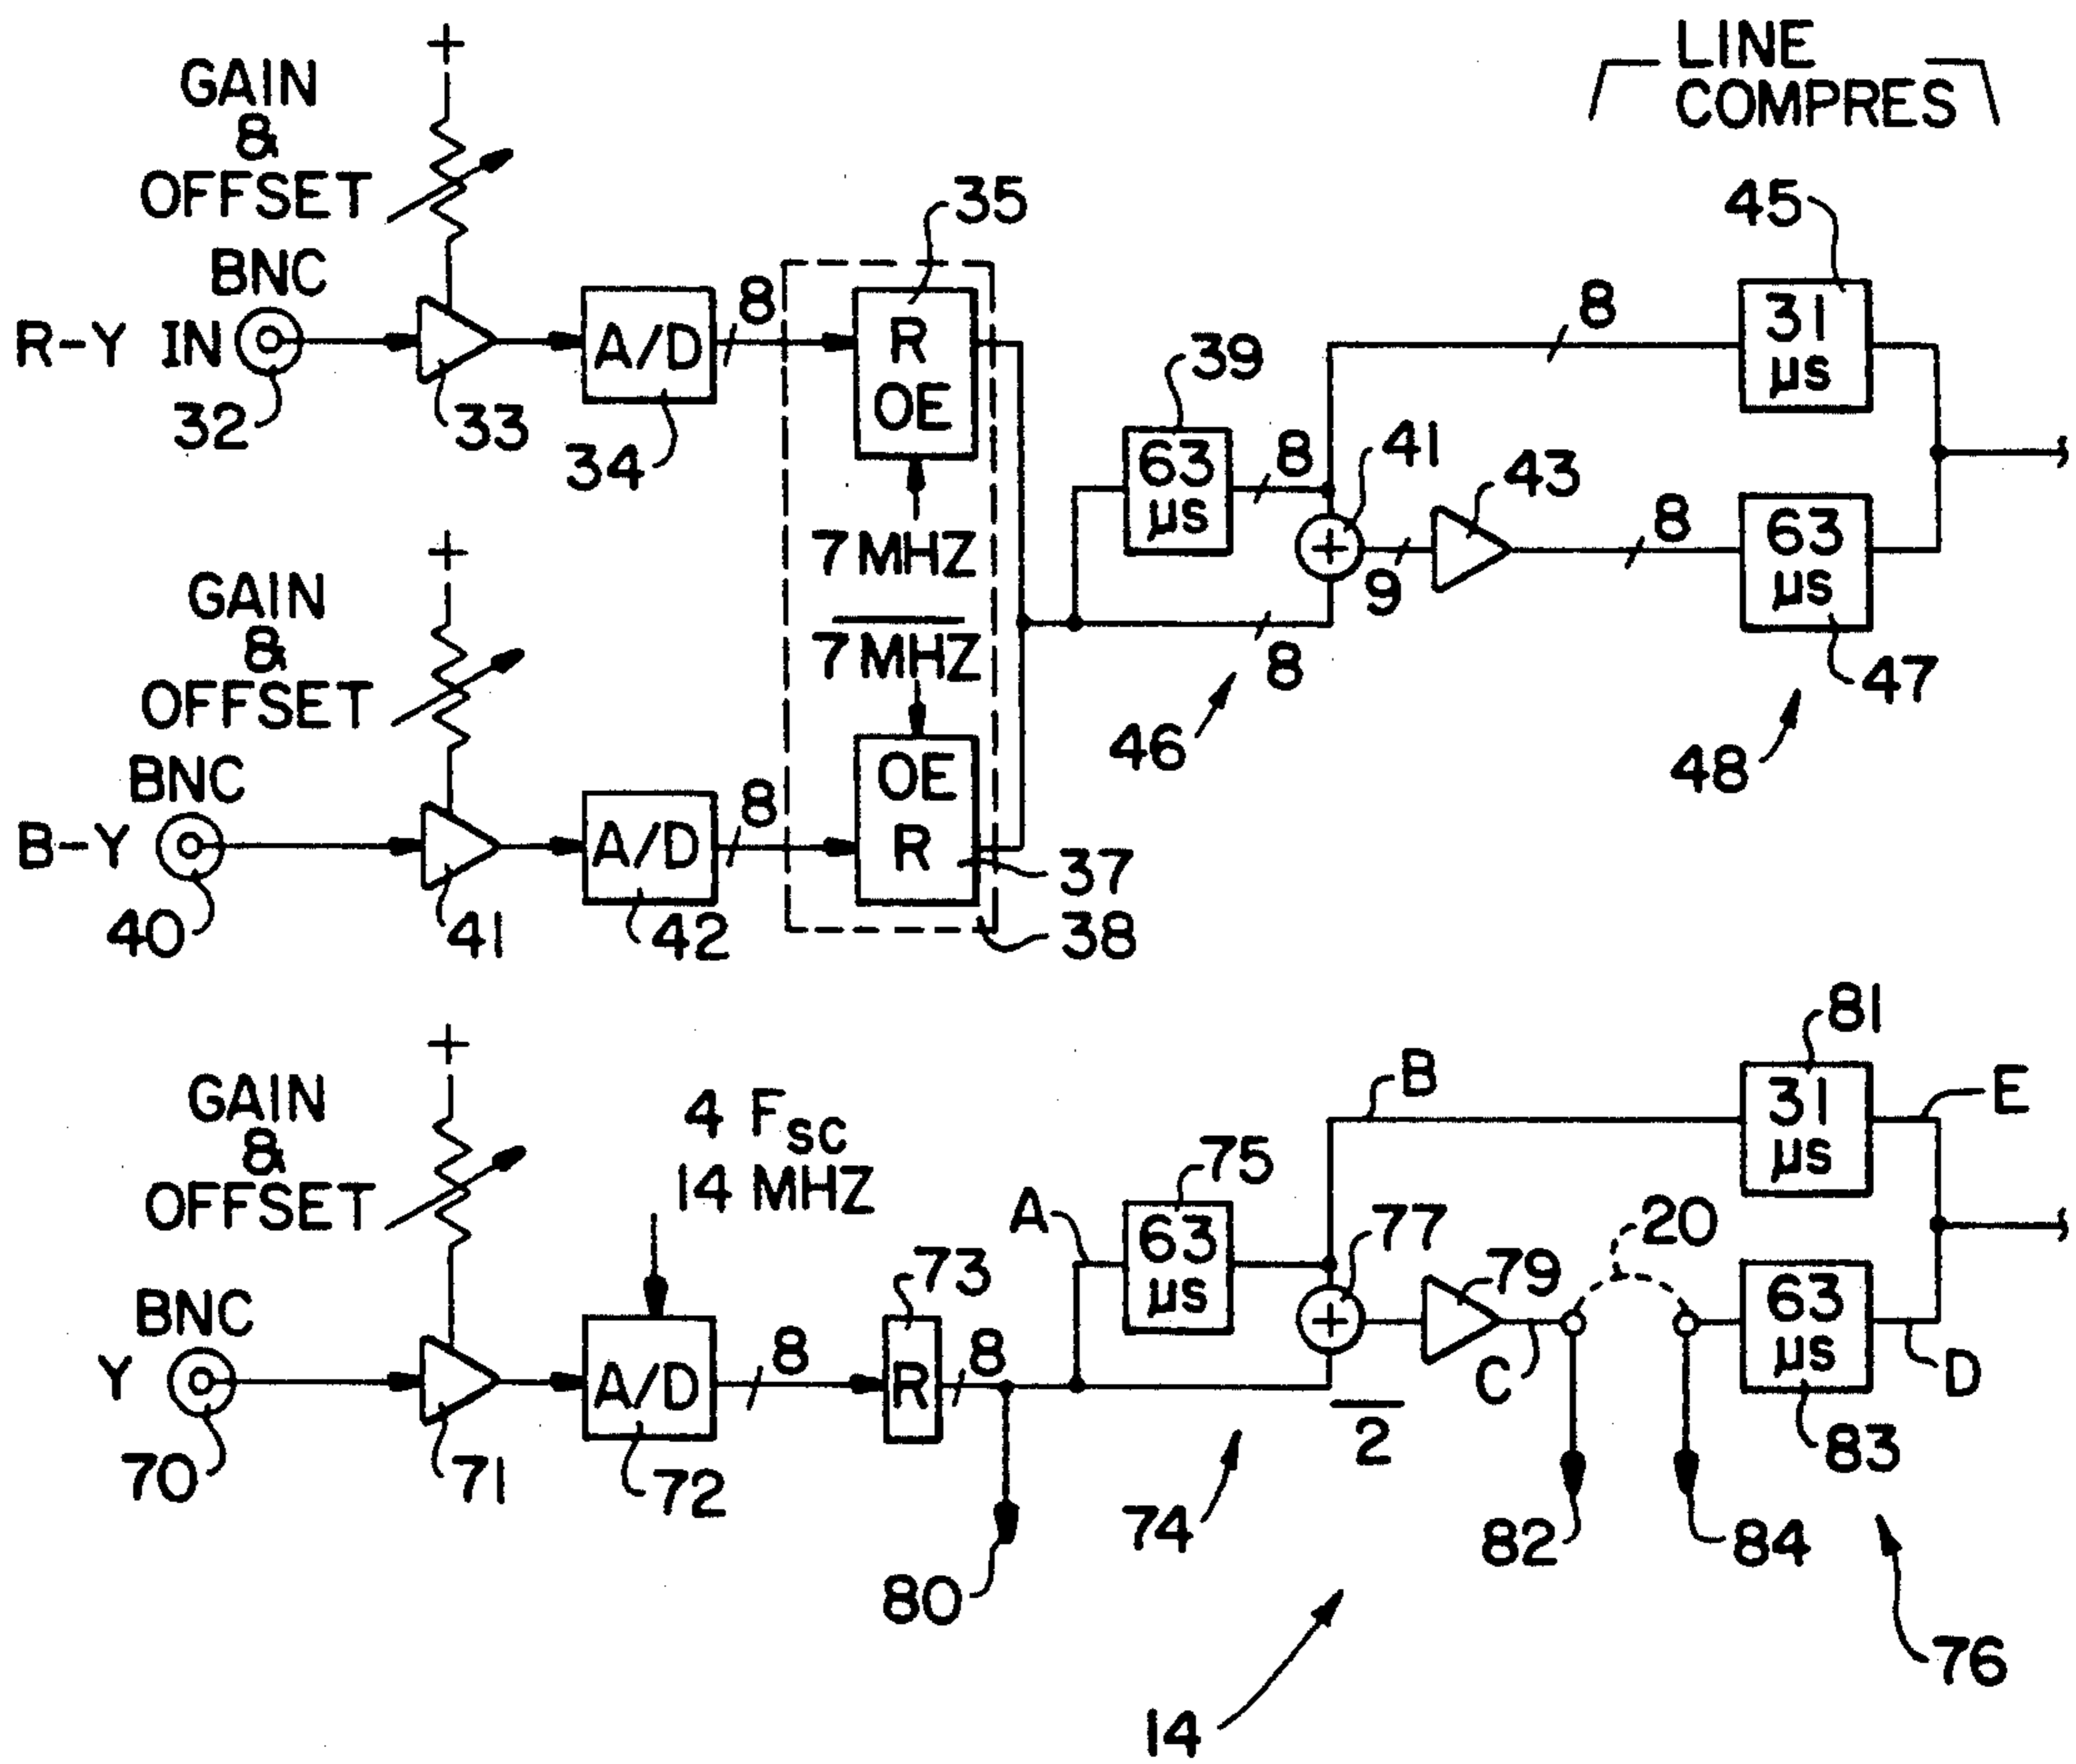 LINE
COMPRES
+
GAIN
&
OFFSET
BNC
R-Y IN
32
33
A/D
34
8
35
R
OE
7 MHZ
7 MHZ
OE
R
37
38
39
63
µs
8
41
9
43
8
8
8
45
31
µs
63
µs
47
46
48
+
GAIN
&
OFFSET
BNC
B-Y
40
41
A/D
42
8
+
GAIN
&
OFFSET
BNC
Y
70
71
4 FSC
14 MHZ
A/D
72
8
73
R
8
80
A
75
63
µs
B
77
79
2
C
20
82
84
81
31
µs
E
63
µs
D
83
74
76
14